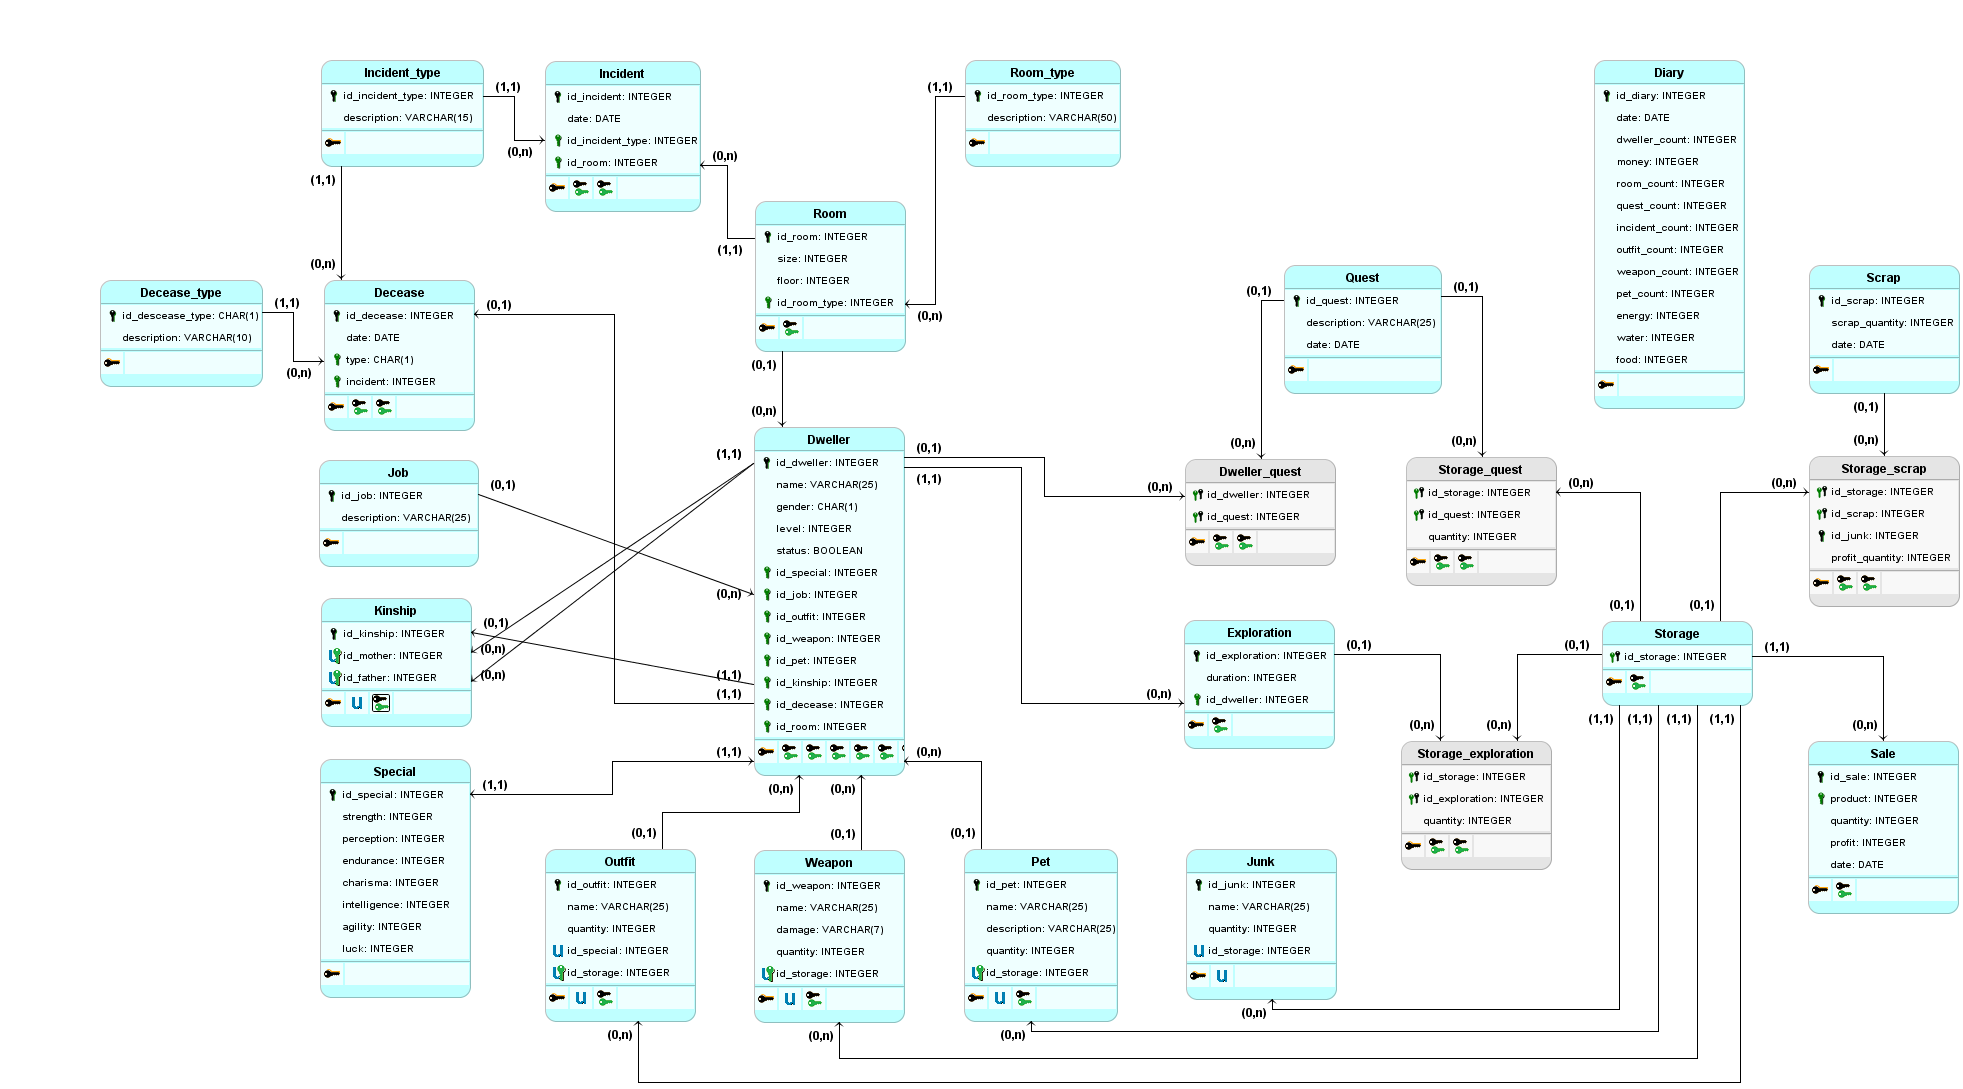 Incident_type
id_incident_type: INTEGER
description: VARCHAR(15)
(1,1)
(0,n)
(1,1)
(0,n)
Incident
id_incident: INTEGER
date: DATE
id_incident_type: INTEGER
id_room: INTEGER
(0,n)
(1,1)
Room_type
id_room_type: INTEGER
description: VARCHAR(50)
(1,1)
(0,n)
Room
id_room: INTEGER
size: INTEGER
floor: INTEGER
id_room_type: INTEGER
(0,1)
(0,n)
Diary
id_diary: INTEGER
date: DATE
dweller_count: INTEGER
money: INTEGER
room_count: INTEGER
quest_count: INTEGER
incident_count: INTEGER
outfit_count: INTEGER
weapon_count: INTEGER
pet_count: INTEGER
energy: INTEGER
water: INTEGER
food: INTEGER
Decease_type
id_descease_type: CHAR(1)
description: VARCHAR(10)
(1,1)
(0,n)
Decease
id_decease: INTEGER
date: DATE
type: CHAR(1)
incident: INTEGER
(0,1)
Quest
id_quest: INTEGER
description: VARCHAR(25)
date: DATE
(0,1)
(0,1)
(0,n)
(0,n)
Scrap
id_scrap: INTEGER
scrap_quantity: INTEGER
date: DATE
(0,1)
(0,n)
Job
id_job: INTEGER
description: VARCHAR(25)
(0,1)
(0,n)
Dweller
id_dweller: INTEGER
name: VARCHAR(25)
gender: CHAR(1)
level: INTEGER
status: BOOLEAN
id_special: INTEGER
id_job: INTEGER
id_outfit: INTEGER
id_weapon: INTEGER
id_pet: INTEGER
id_kinship: INTEGER
id_decease: INTEGER
id_room: INTEGER
(1,1)
(0,1)
(1,1)
(0,n)
(0,n)
Dweller_quest
id_dweller: INTEGER
id_quest: INTEGER
Storage_quest
id_storage: INTEGER
id_quest: INTEGER
quantity: INTEGER
(0,n)
(0,1)
Storage_scrap
id_storage: INTEGER
id_scrap: INTEGER
id_junk: INTEGER
profit_quantity: INTEGER
(0,n)
(0,1)
Kinship
id_kinship: INTEGER
id_mother: INTEGER
id_father: INTEGER
U
U
U
(0,1)
(0,n)
(0,n)
(1,1)
(1,1)
(1,1)
(1,1)
(0,n)
Exploration
id_exploration: INTEGER
duration: INTEGER
id_dweller: INTEGER
(0,1)
(0,n)
Storage
id_storage: INTEGER
(0,1)
(0,n)
(1,1)
(0,n)
(1,1)
(1,1)
(1,1)
(1,1)
Storage_exploration
id_storage: INTEGER
id_exploration: INTEGER
quantity: INTEGER
Sale
id_sale: INTEGER
product: INTEGER
quantity: INTEGER
profit: INTEGER
date: DATE
Special
id_special: INTEGER
strength: INTEGER
perception: INTEGER
endurance: INTEGER
charisma: INTEGER
intelligence: INTEGER
agility: INTEGER
luck: INTEGER
(0,n)
(0,n)
(0,1)
(0,1)
(0,1)
Outfit
id_outfit: INTEGER
name: VARCHAR(25)
quantity: INTEGER
U id_special: INTEGER
U id_storage: INTEGER
U
(0,n)
Weapon
id_weapon: INTEGER
name: VARCHAR(25)
damage: VARCHAR(7)
quantity: INTEGER
U id_storage: INTEGER
U
(0,n)
Pet
id_pet: INTEGER
name: VARCHAR(25)
description: VARCHAR(25)
quantity: INTEGER
U id_storage: INTEGER
U
(0,n)
Junk
id_junk: INTEGER
name: VARCHAR(25)
quantity: INTEGER
U id_storage: INTEGER
U
(0,n)